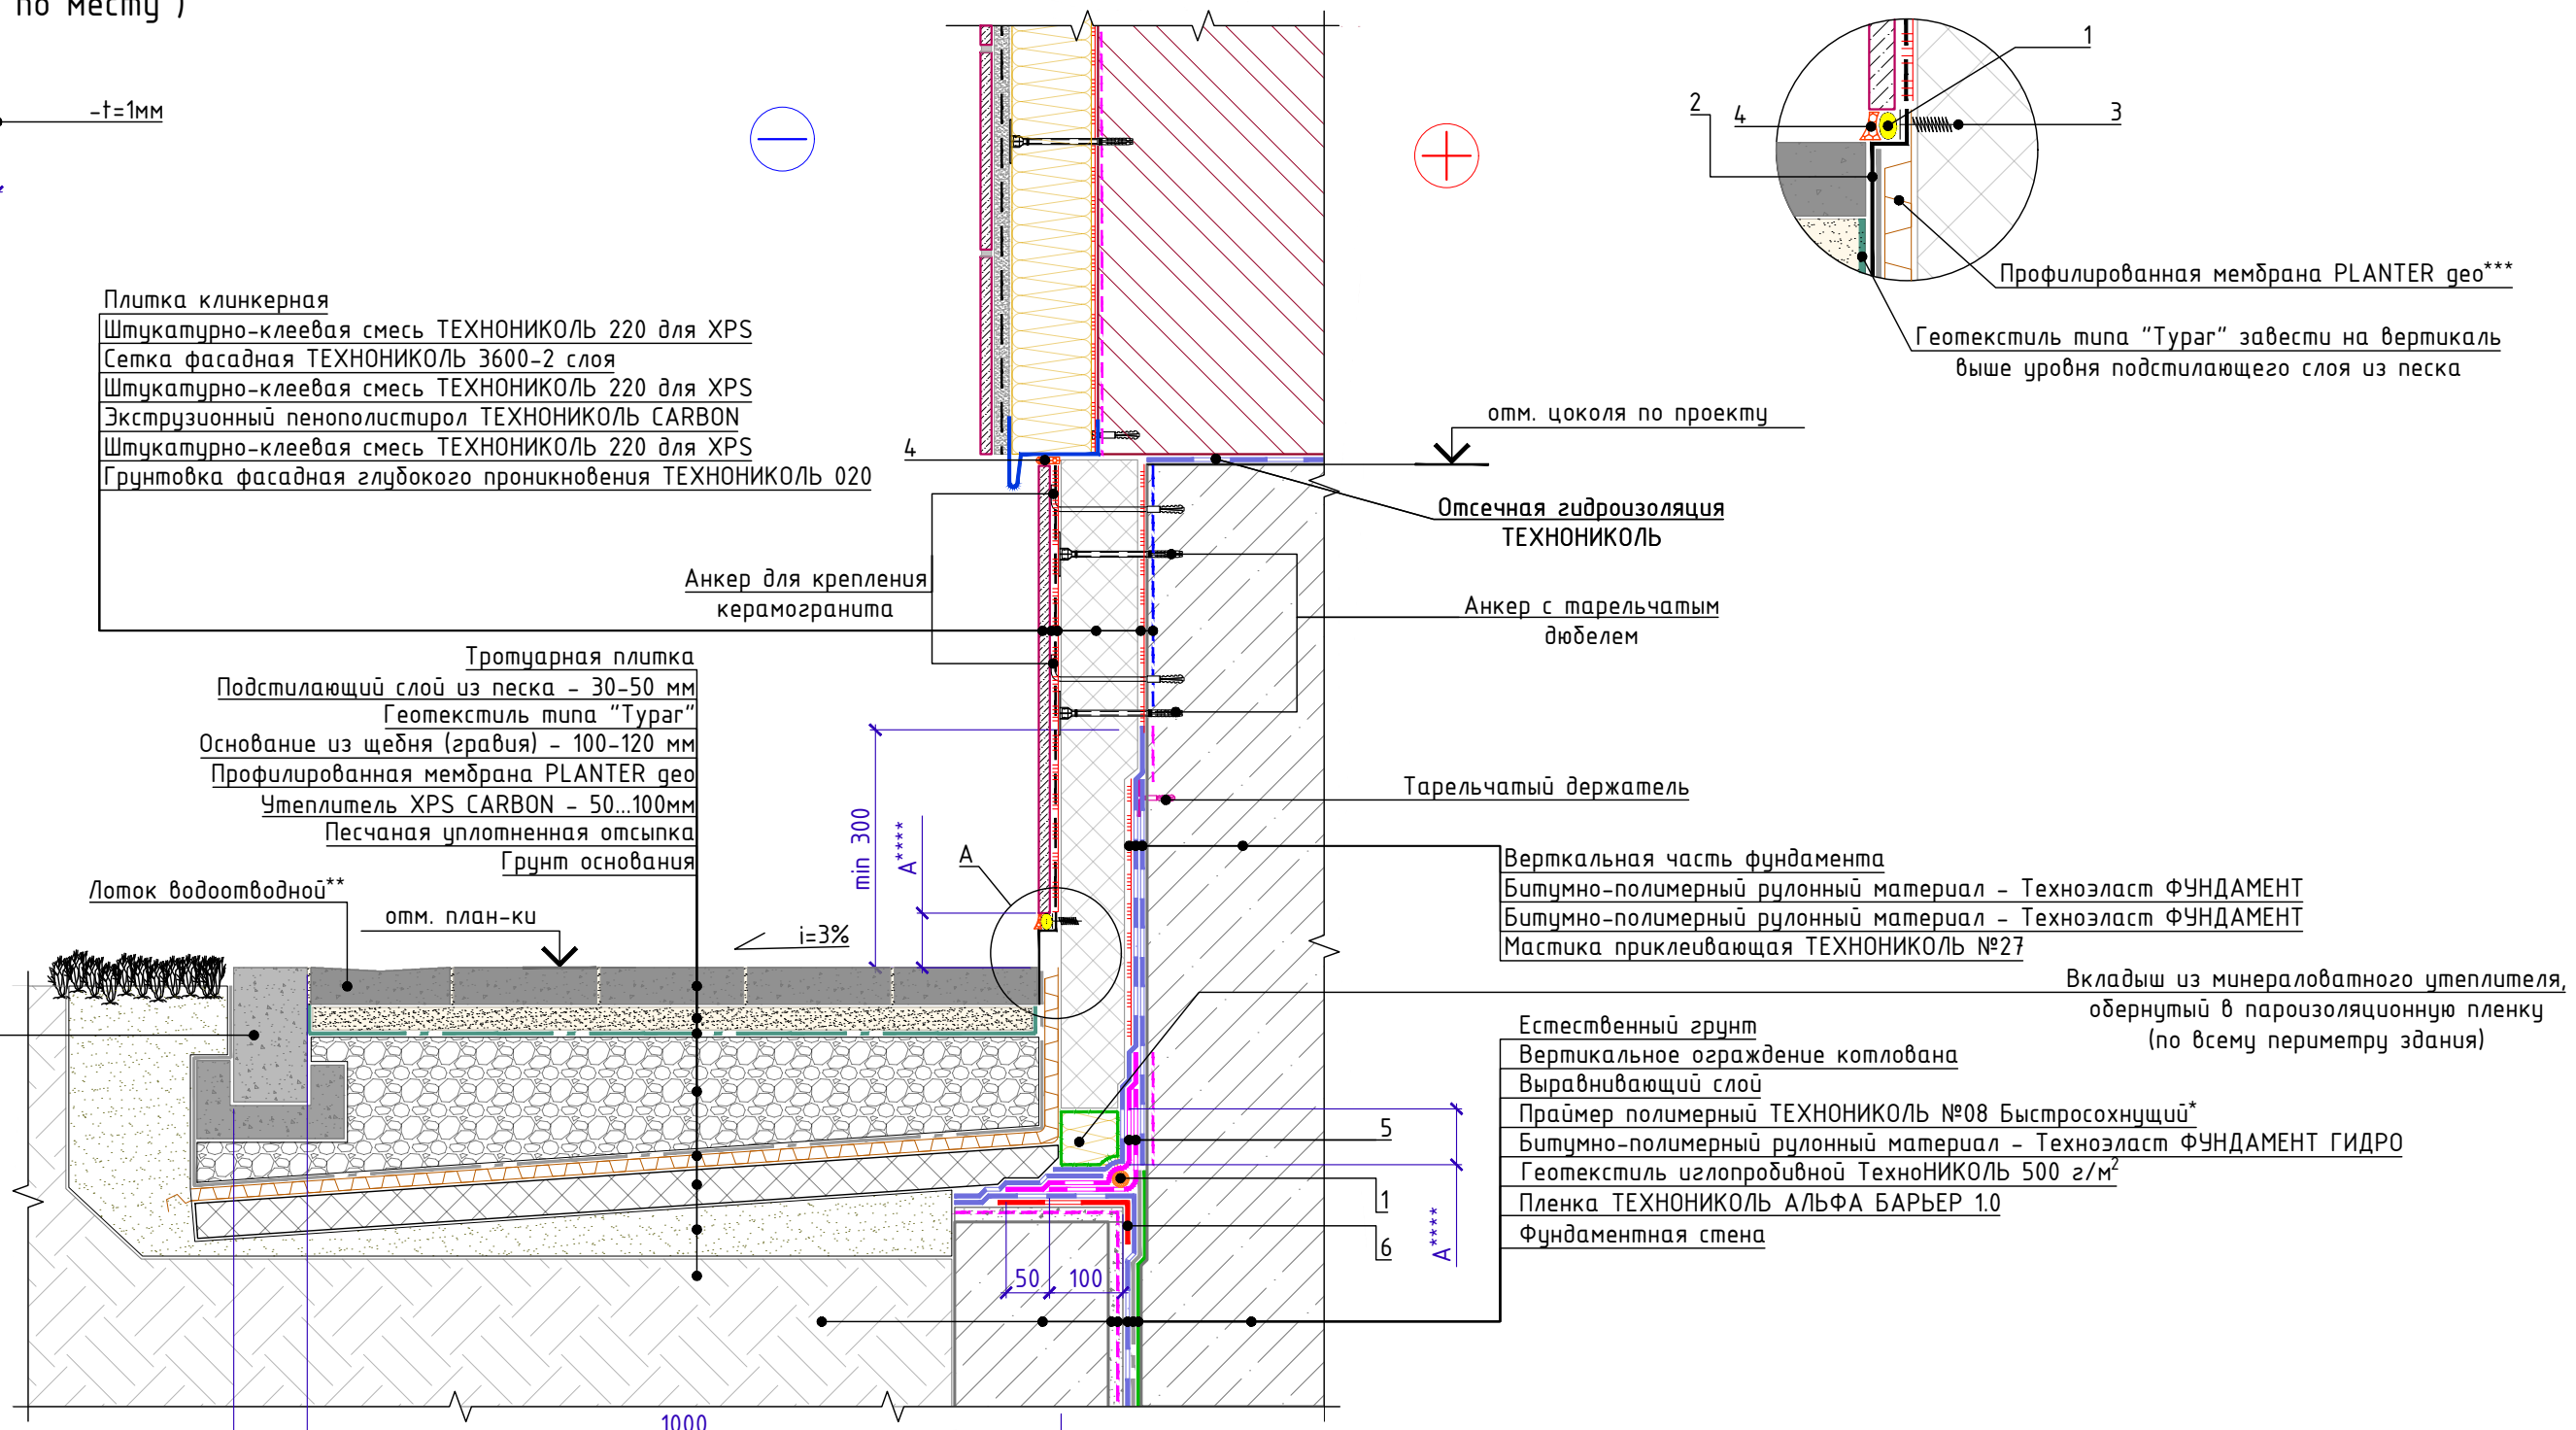 по месту )
-t=1мм
Плитка клинкерная
Штукатурно-клеевая смесь ТЕХНОНИКОЛЬ 220 для XPS
Сетка фасадная ТЕХНОНИКОЛЬ 3600-2 слоя
Штукатурно-клеевая смесь ТЕХНОНИКОЛЬ 220 для XPS
Экструзионный пенополистирол ТЕХНОНИКОЛЬ CARBON
Штукатурно-клеевая смесь ТЕХНОНИКОЛЬ 220 для XPS
Грунтовка фасадная глубокого проникновения ТЕХНОНИКОЛЬ 020
4
Анкер для крепления
керамогранита
Тротуарная плитка
Подстилающий слой из песка - 30-50 мм
Геотекстиль типа "Typar"
Основание из щебня (гравия) - 100-120 мм
Профилированная мембрана PLANTER geo
Утеплитель XPS CARBON - 50...100мм
Песчаная уплотненная отсыпка
Грунт основания
Лоток водоотводной**
отм. план-ки
i=3%
min 300
А****
А
1
2
4
3
Профилированная мембрана PLANTER geo***
Геотекстиль типа "Typar" завести на вертикаль
выше уровня подстилающего слоя из песка
отм. цоколя по проекту
Отсечная гидроизоляция
ТЕХНОНИКОЛЬ
Анкер с тарельчатым
дюбелем
Тарельчатый держатель
Верткальная часть фундамента
Битумно-полимерный рулонный материал - Техноэласт ФУНДАМЕНТ
Битумно-полимерный рулонный материал - Техноэласт ФУНДАМЕНТ
Мастика приклеивающая ТЕХНОНИКОЛЬ №27
Вкладыш из минераловатного утеплителя,
обернутый в пароизоляционную пленку
(по всему периметру здания)
Естественный грунт
Вертикальное ограждение котлована
Выравнивающий слой
Праймер полимерный ТЕХНОНИКОЛЬ №08 Быстросохнущий*
Битумно-полимерный рулонный материал - Техноэласт ФУНДАМЕНТ ГИДРО
Геотекстиль иглопробивной ТехноНИКОЛЬ 500 г/м²
Пленка ТЕХНОНИКОЛЬ АЛЬФА БАРЬЕР 1.0
Фундаментная стена
5
1
6
А****
50
100
1000